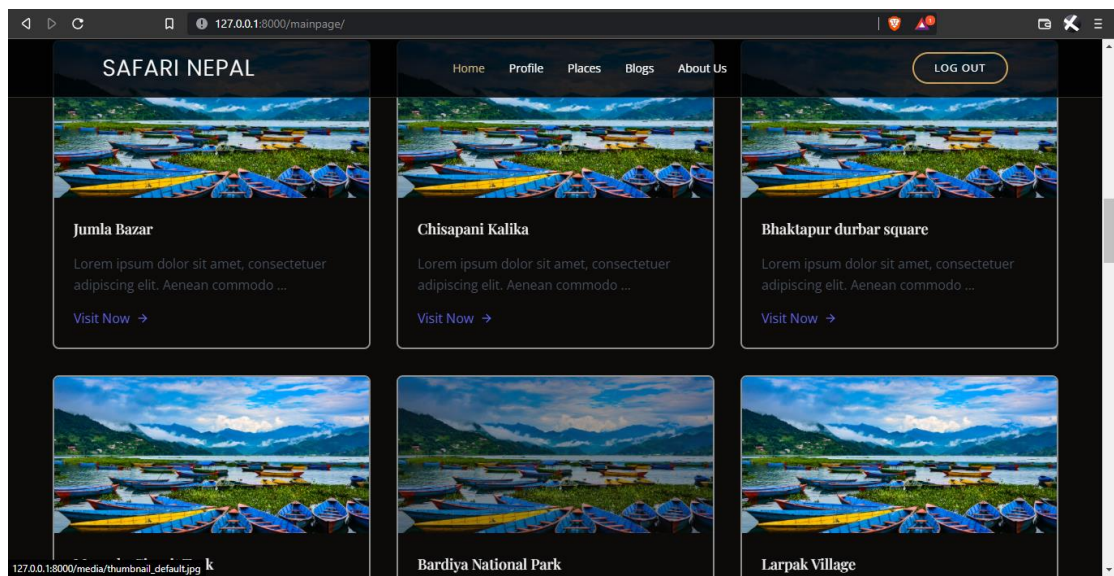 127.0.0.1:8000/mainpage/
1
SAFARI NEPAL
Home Profile Places Blogs About Us
LOG OUT
Jumla Bazar
Chisapani Kalika
Bhaktapur durbar square
Lorem ipsum dolor sit amet, consectetuer
adipiscing elit. Aenean commodo ...
Lorem ipsum dolor sit amet, consectetuer
adipiscing elit. Aenean commodo ...
Lorem ipsum dolor sit amet, consectetuer
adipiscing elit. Aenean commodo ...
Visit Now →
Visit Now →
Visit Now →
Bardiya National Park
Larpak Village
127.0.0.1:8000/media/thumbnail_default.jpg